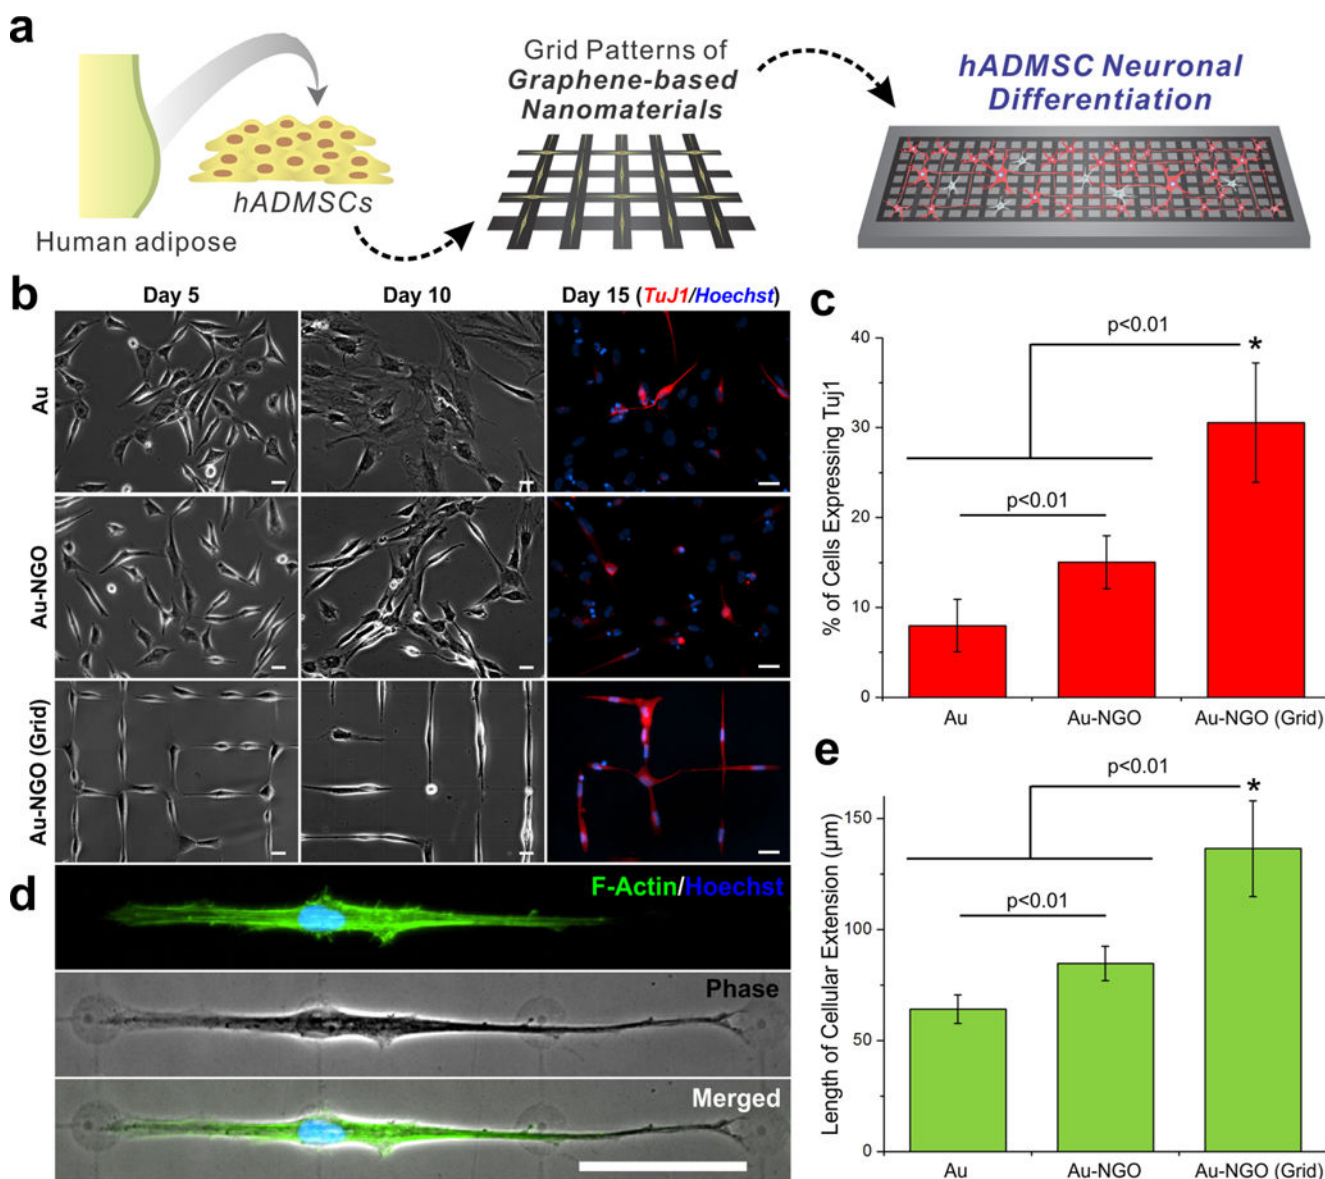 a
Human adipose
hADMSCs
Grid Patterns of
Graphene-based
Nanomaterials
hADMSC Neuronal
Differentiation
b
Day 5
Day 10
Day 15 (TuJ1/Hoechst)
Au
Au-NGO
Au-NGO (Grid)
c
% of Cells Expressing Tuj1
40
30
20
10
0
p<0.01
*
p<0.01
Au
Au-NGO
Au-NGO (Grid)
d
F-Actin/Hoechst
Phase
Merged
e
Length of Cellular Extension (µm)
150
100
50
0
p<0.01
*
p<0.01
Au
Au-NGO
Au-NGO (Grid)